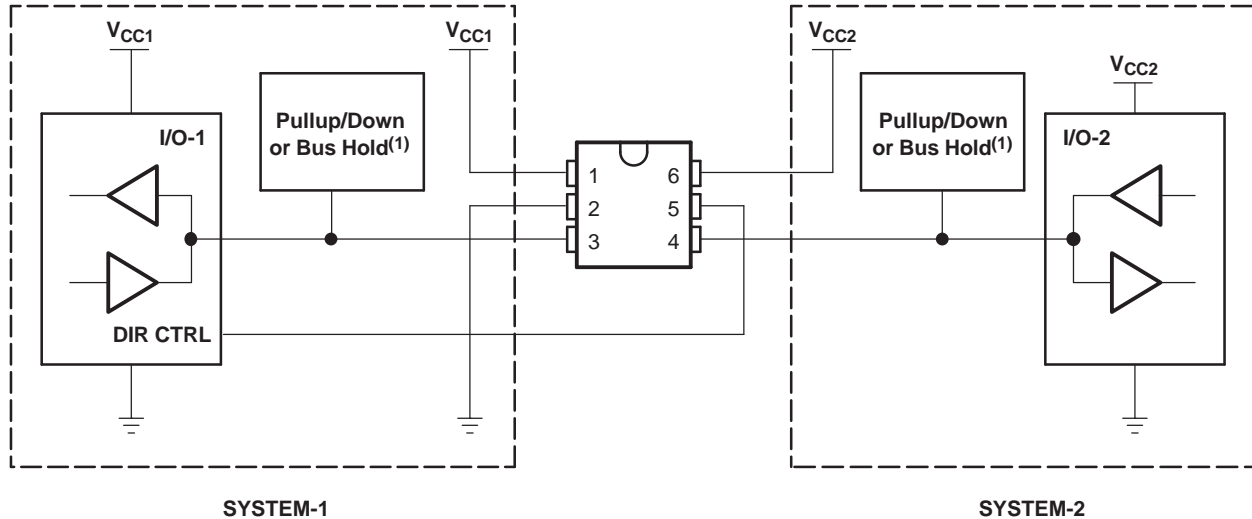 VCC1
VCC1
I/O-1
Pullup/Down
or Bus Hold(1)
DIR CTRL
1
2
3
6
5
4
VCC2
Pullup/Down
or Bus Hold(1)
VCC2
I/O-2
SYSTEM-1
SYSTEM-2